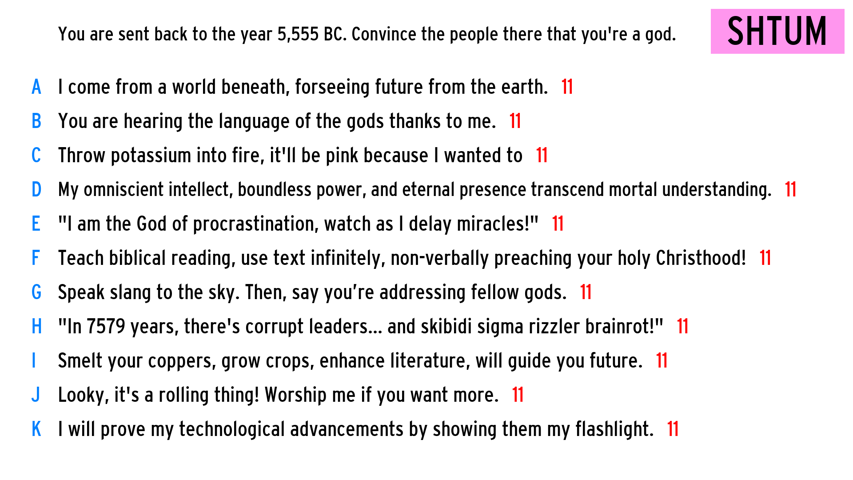 You are sent back to the year 5,555 BC. Convince the people there that you're a god.
SHTUM
A I come from a world beneath, forseeing future from the earth. 11
B You are hearing the language of the gods thanks to me. 11
C Throw potassium into fire, it'll be pink because I wanted to 11
D My omniscient intellect, boundless power, and eternal presence transcend mortal understanding. 11
E "I am the God of procrastination, watch as I delay miracles!" 11
F Teach biblical reading, use text infinitely, non-verbally preaching your holy Christhood! 11
G Speak slang to the sky. Then, say you’re addressing fellow gods. 11
H "In 7579 years, there's corrupt leaders... and skibidi sigma rizzler brainrot!" 11
I Smelt your coppers, grow crops, enhance literature, will guide you future. 11
J Looky, it's a rolling thing! Worship me if you want more. 11
K I will prove my technological advancements by showing them my flashlight. 11